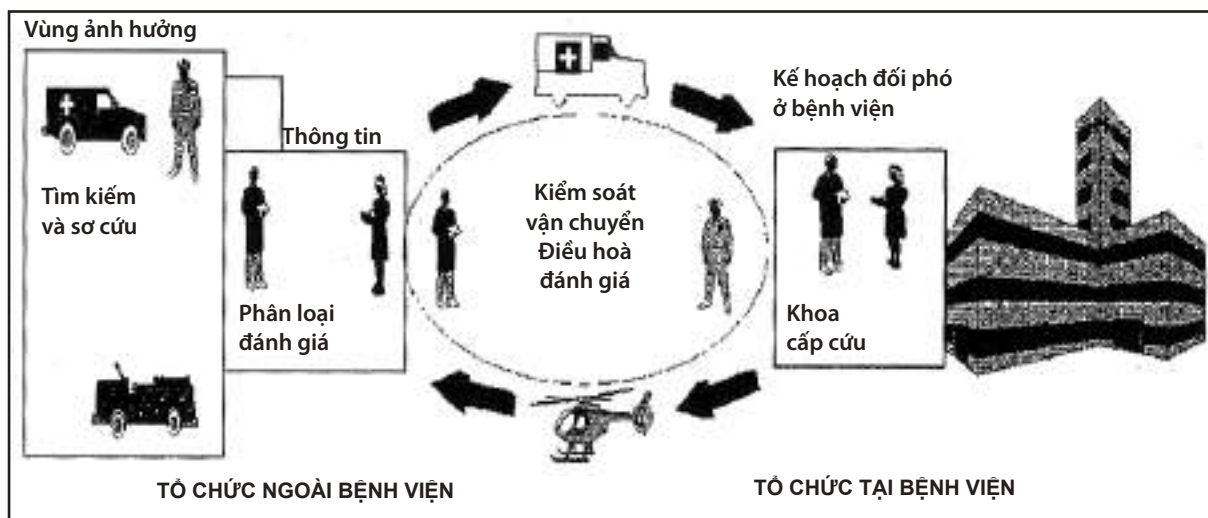 Vùng ảnh hưởng
Tìm kiếm
và sơ cứu
Thông tin
Phân loại
đánh giá
Kiểm soát
vận chuyển
Điều hoà
đánh giá
Kế hoạch đối phó
ở bệnh viện
Khoa
cấp cứu
TỔ CHỨC NGOÀI BỆNH VIỆN
TỔ CHỨC TẠI BỆNH VIỆN